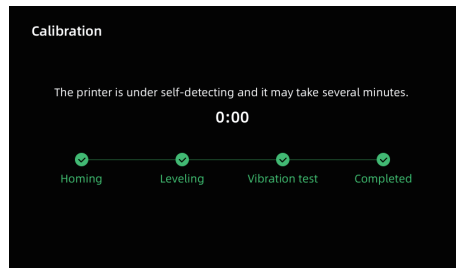 Calibration
The printer is under self-detecting and it may take several minutes.
0:00
Homing Leveling Vibration test Completed